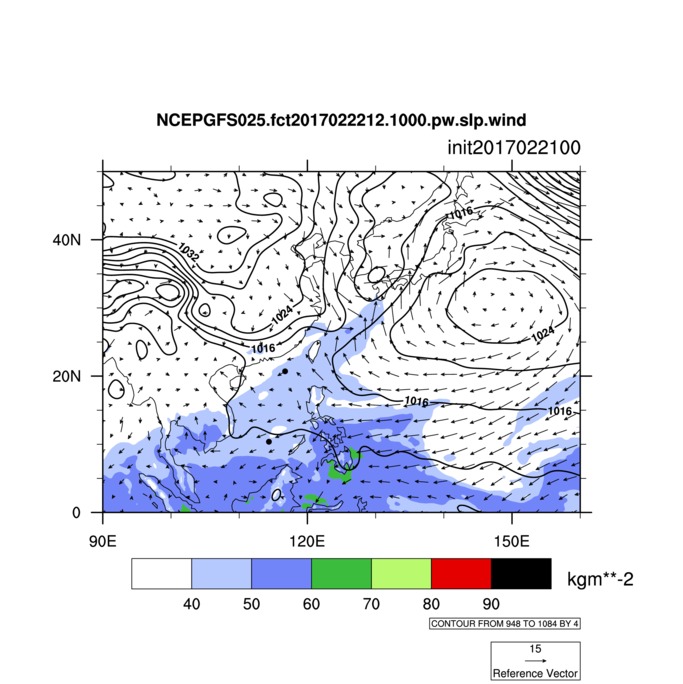 NCEPGFS025.fct2017022212.1000.pw.slp.wind
init2017022100
1016
40N
1032
1024
1024
1016
20N
1016
1016
0
90E 120E 150E
kgm**-2
40 50 60 70 80 90
CONTOUR FROM 948 TO 1084 BY 4
15
Reference Vector